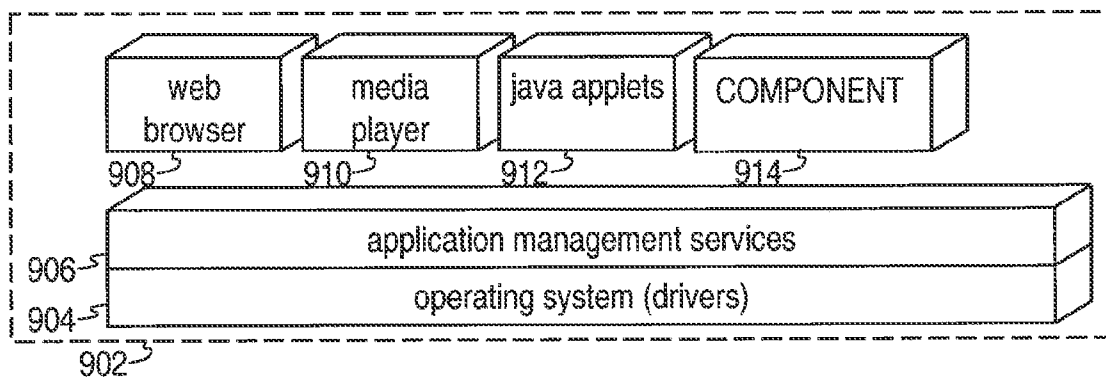 web browser
media player
java applets
COMPONENT
908
910
912
914
application management services
906
operating system (drivers)
904
902